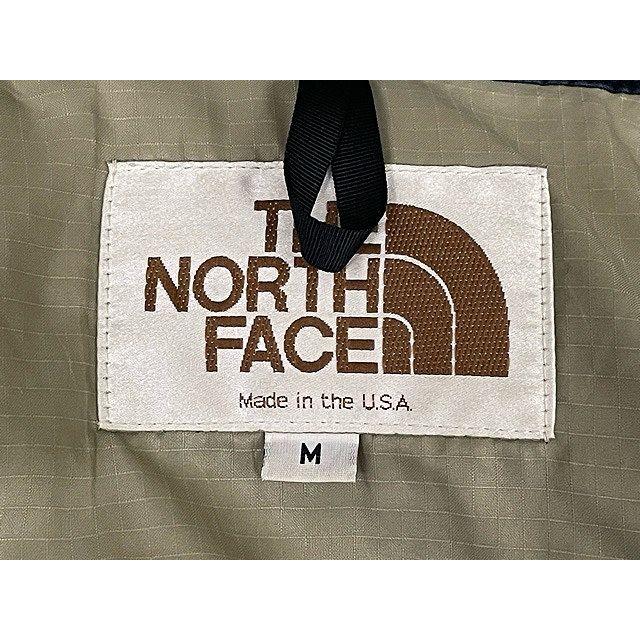 THE
NORTH
FACE
Made in the U.S.A.
M